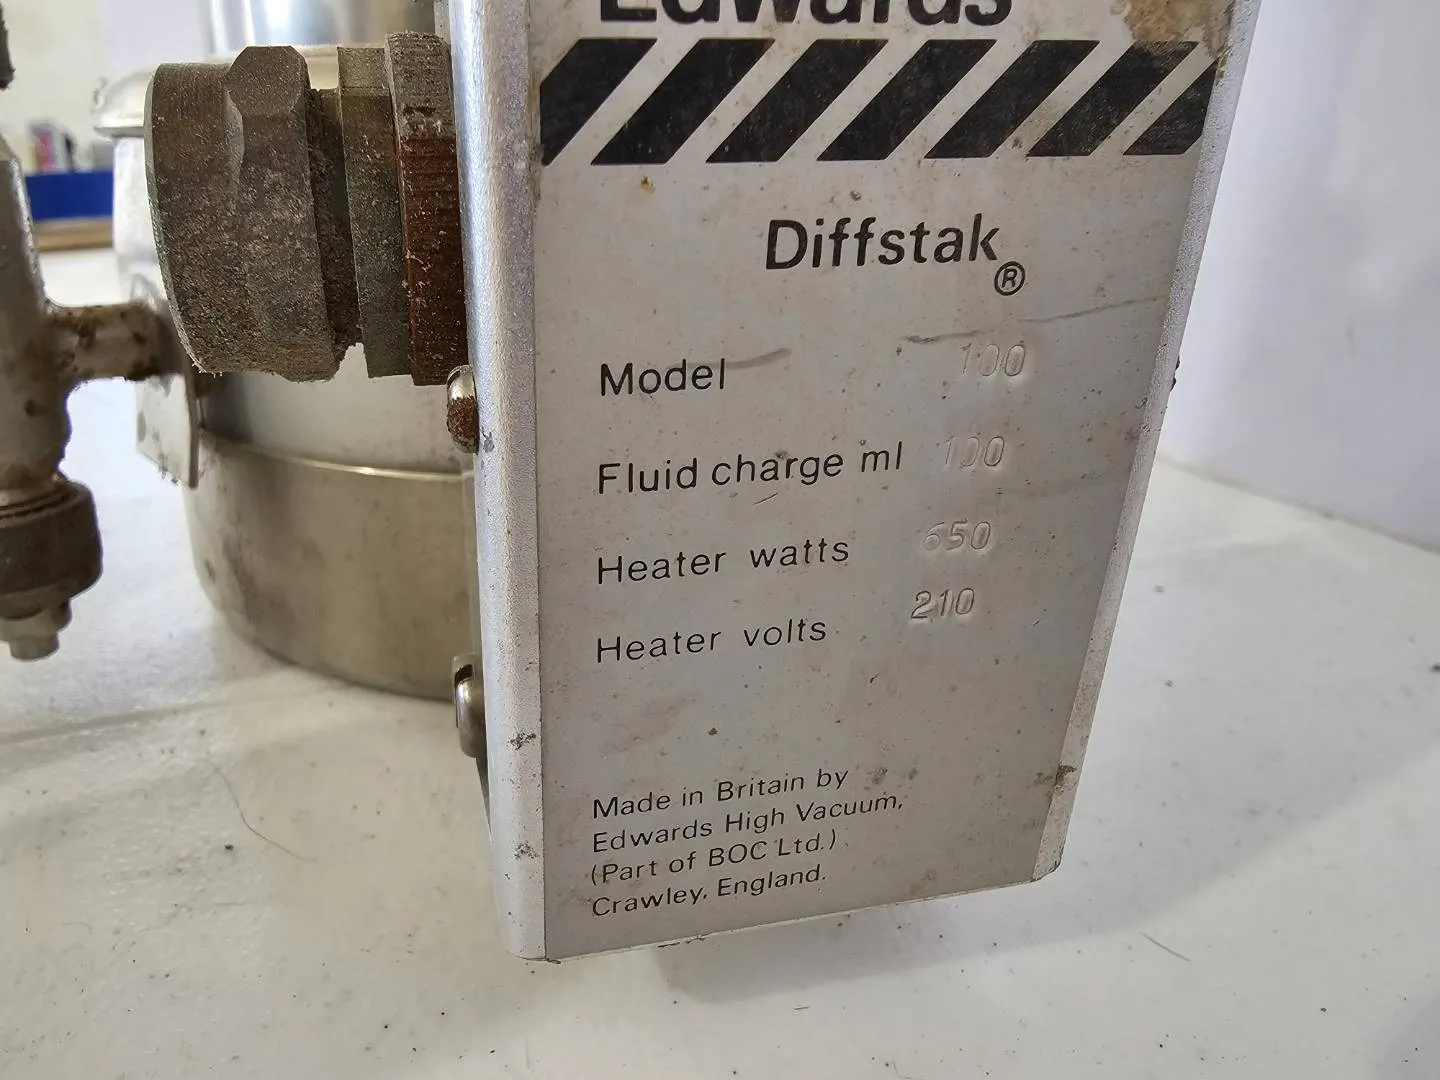 Edwards
Diffstak®
Model 100
Fluid charge ml 100
Heater watts 650
Heater volts 210
Made in Britain by
Edwards High Vacuum,
(Part of BOC Ltd.)
Crawley, England.